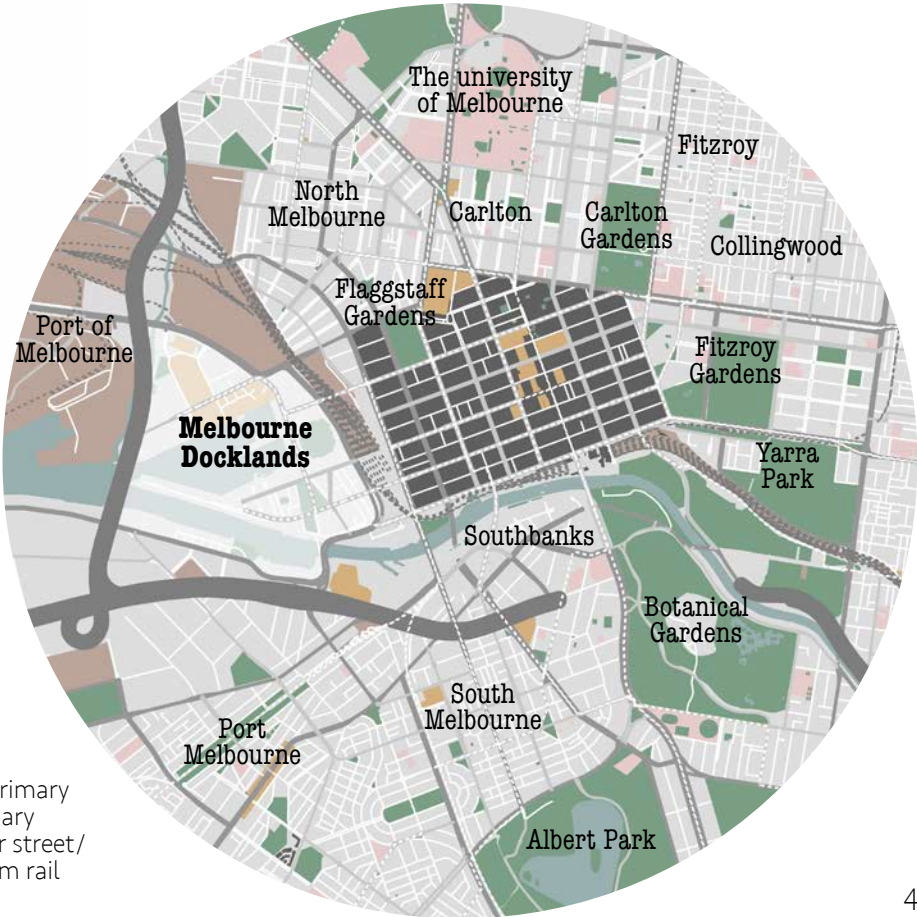 The university
of Melbourne
Fitzroy
North
Melbourne
Carlton
Carlton
Gardens
Collingwood
Flaggstaff
Gardens
Port of
Melbourne
Fitzroy
Gardens
Melbourne
Docklands
Yarra
Park
Southbanks
Botanical
Gardens
South
Melbourne
Port
Melbourne
Albert Park
rimary
ary
r street/
m rail
4